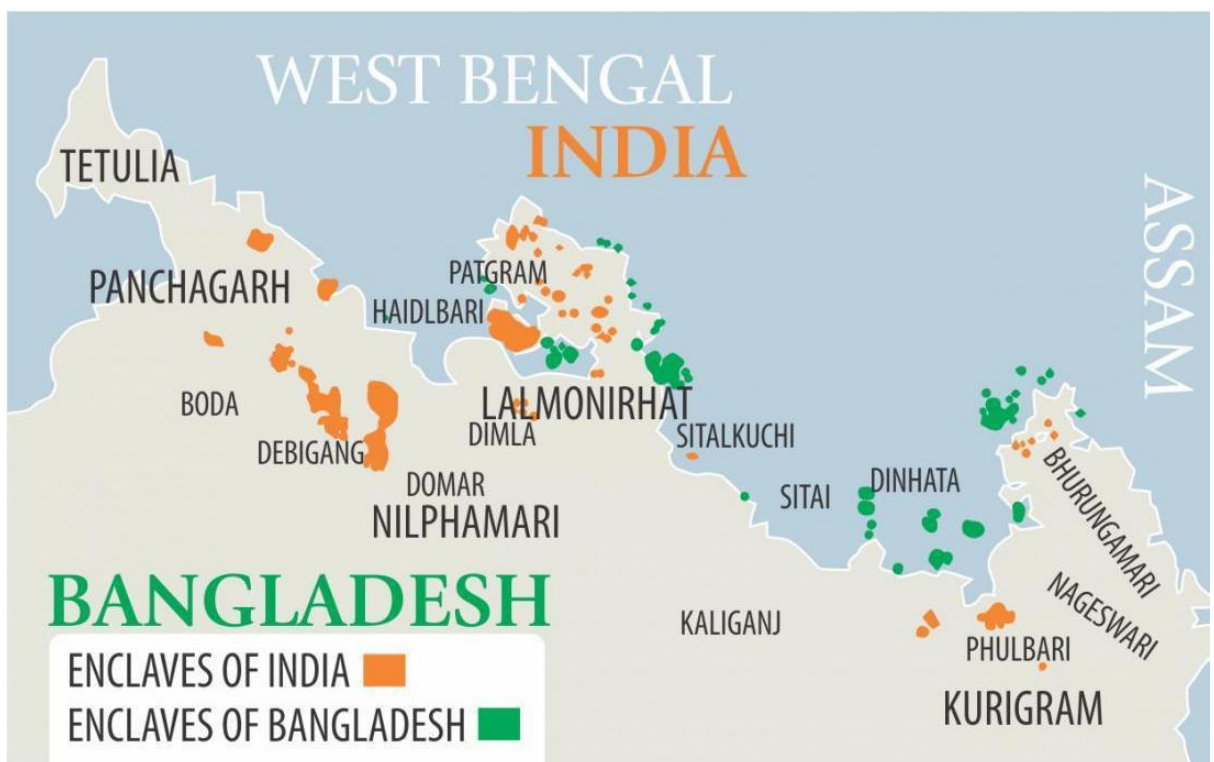 WEST BENGAL
INDIA
ASSAM
TETULIA
PANCHAGARH
PATGRAM
HAIDLBARI
BODA
LALMONIRHAT
DIMLA
SITALKUCHI
DEBIGANG
DOMAR
NILPHAMARI
SITAI
DINHATA
BHURUNGAMARI
NAGESWARI
KALIGANJ
PHULBARI
KURIGRAM
BANGLADESH
ENCLAVES OF INDIA
ENCLAVES OF BANGLADESH